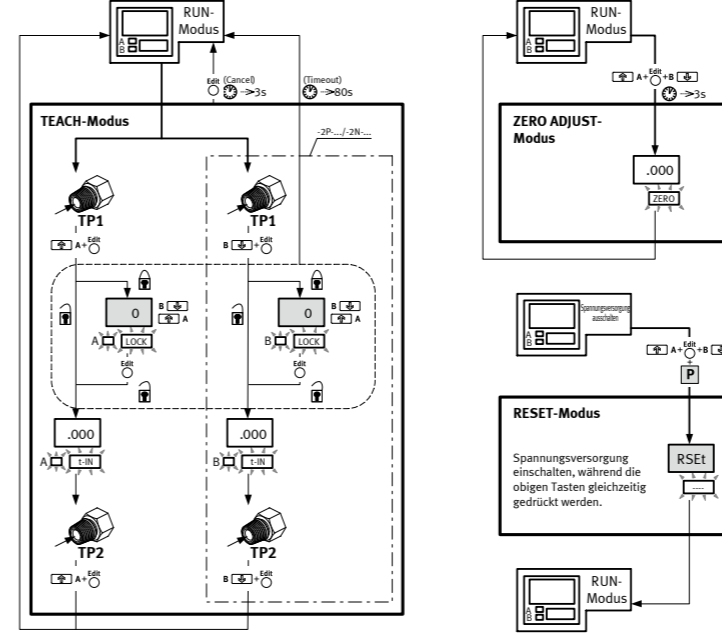 RUN-
Modus
A
B
Edit (Cancel)
->3s
(Timeout)
->80s
TEACH-Modus
-2P-.../-2N-...
TP1
TP1
A+ Edit
B + Edit
0
B
A
A LOCK
Edit
0
B
A
B LOCK
Edit
.000
A t-IN
.000
B t-IN
TP2
TP2
A+ Edit
B + Edit
RUN-
Modus
A
B
A+ Edit +B
->3s
ZERO ADJUST-
Modus
.000
ZERO
Spannungsversorgung
ausschalten
A
B
A+ Edit +B
+
P
RESET-Modus
Spannungsversorgung
einschalten, während die
obigen Tasten gleichzeitig
gedrückt werden.
RSEt
----
RUN-
Modus
A
B